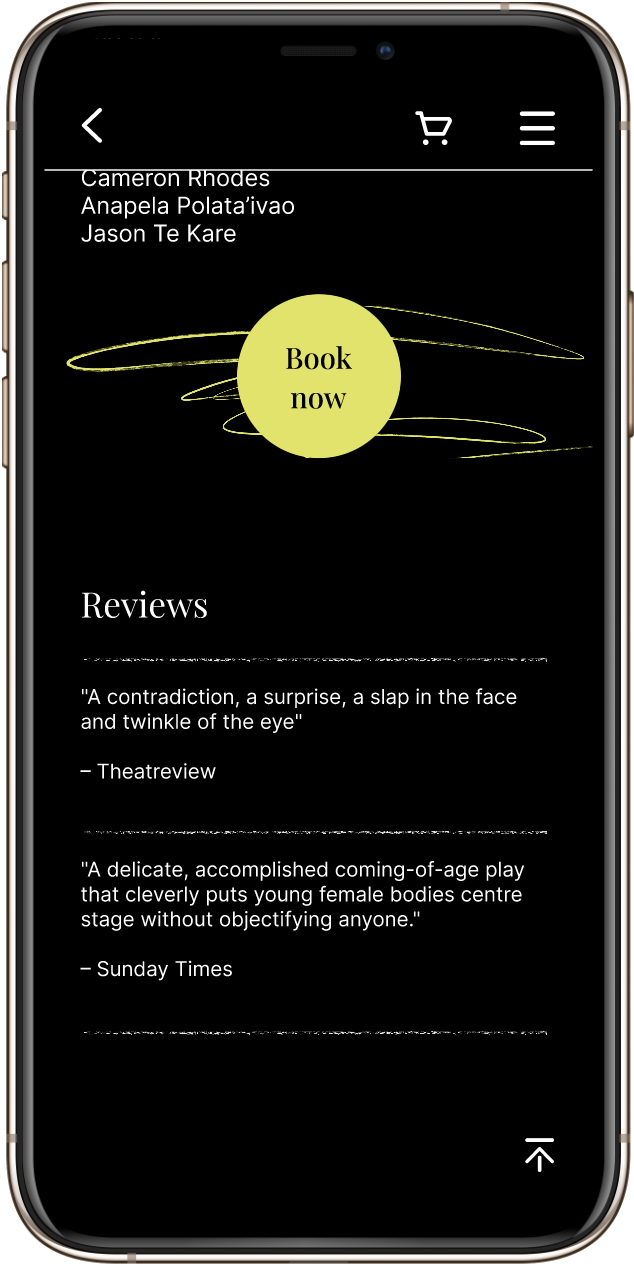 Cameron Rhodes
Anapela Polata’ivao
Jason Te Kare
Book
now
Reviews
"A contradiction, a surprise, a slap in the face
and twinkle of the eye"
– Theatreview
"A delicate, accomplished coming-of-age play
that cleverly puts young female bodies centre
stage without objectifying anyone."
– Sunday Times